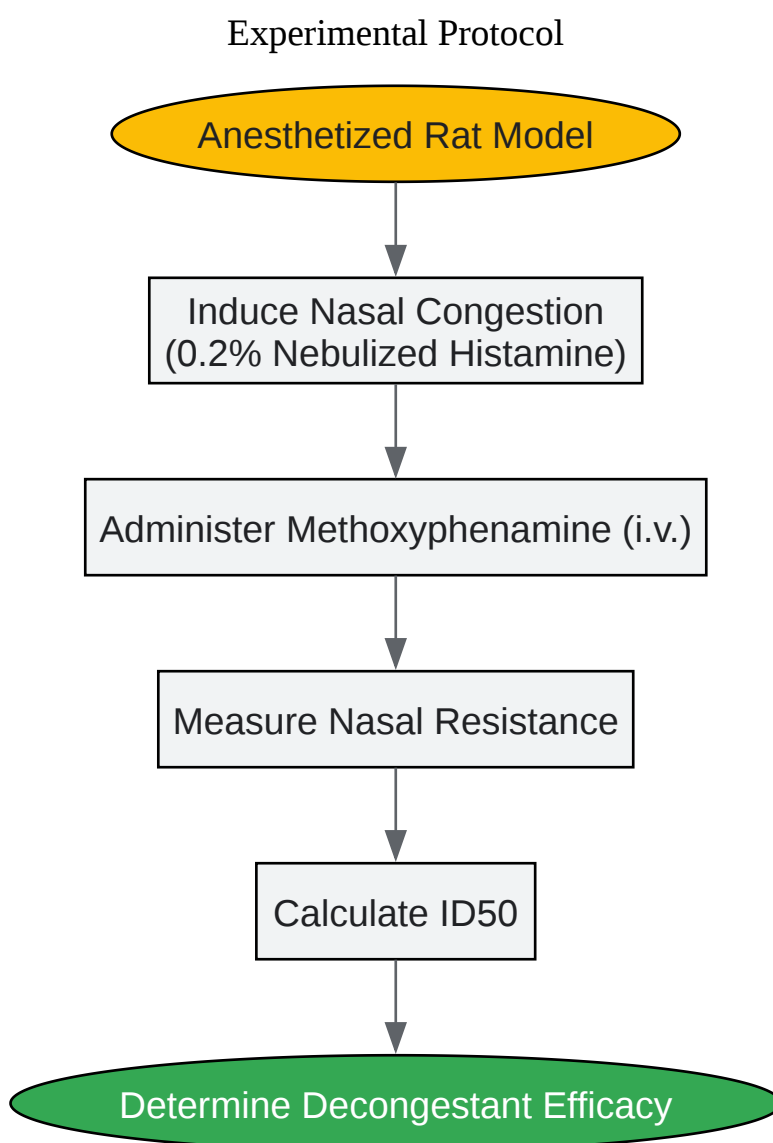 Experimental Protocol
Anesthetized Rat Model
Induce Nasal Congestion
(0.2% Nebulized Histamine)
Administer Methoxyphenamine (i.v.)
Measure Nasal Resistance
Calculate ID50
Determine Decongestant Efficacy